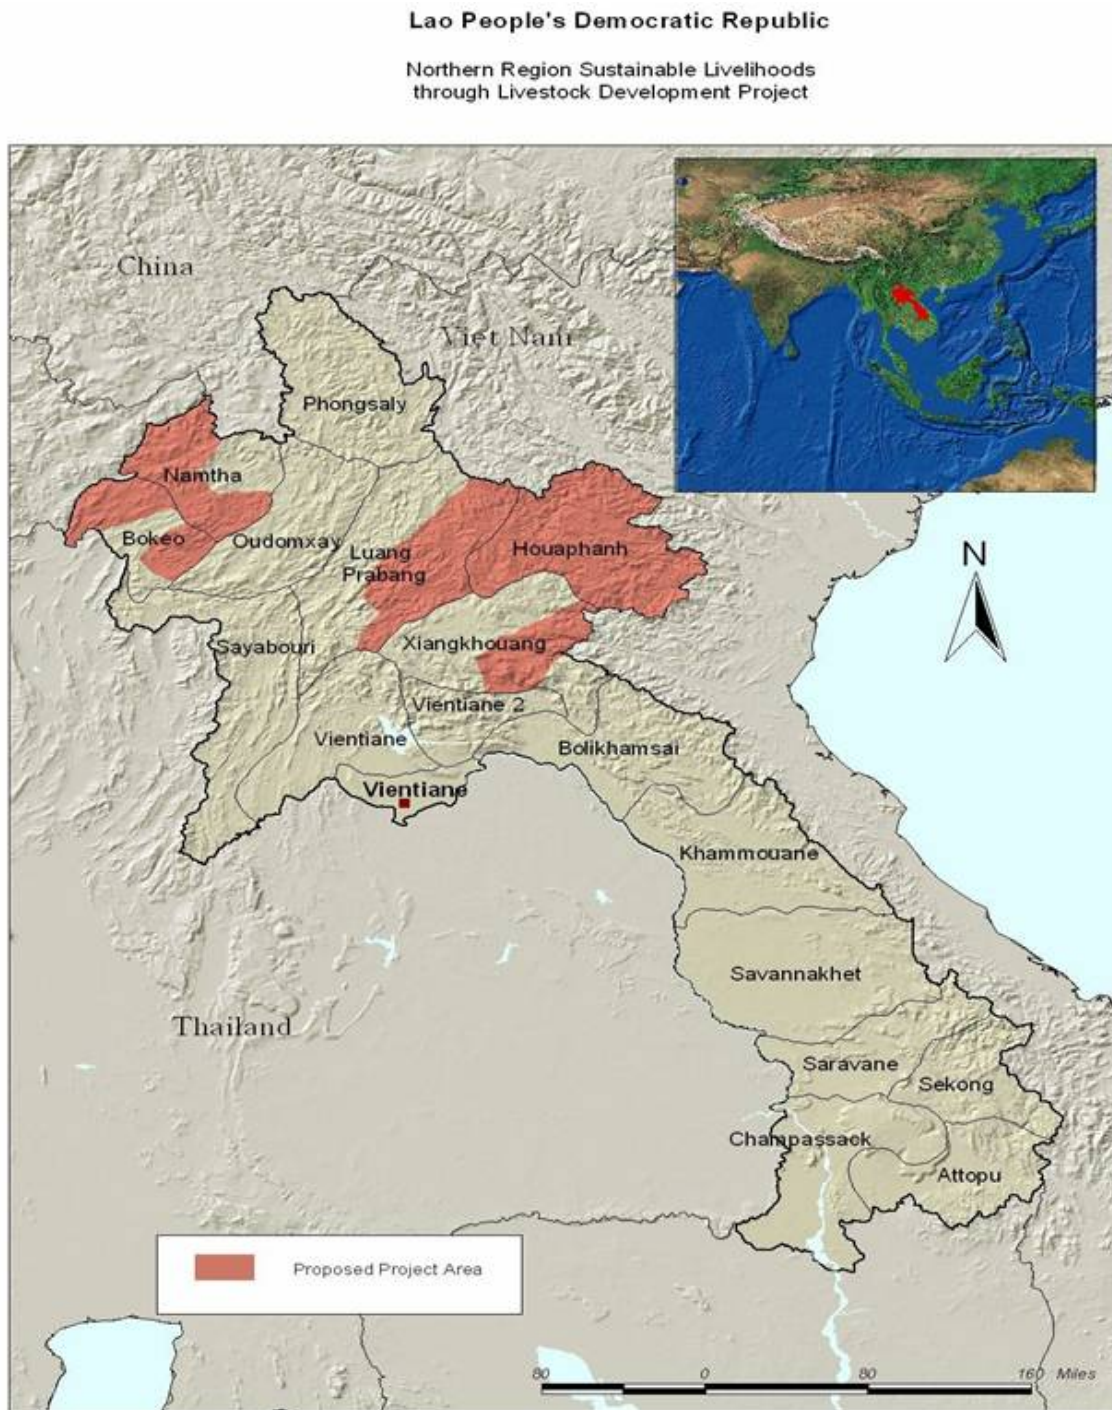 Lao People's Democratic Republic
Northern Region Sustainable Livelihoods
through Livestock Development Project
China
Viet Nam
Phongsaly
Namtha
Bokeo
Oudomxay
Luang
Prabang
Houaphanh
N
Sayabouri
Xiangkhouang
Vientiane 2
Vientiane
Bolikhamsai
Vientiane
Khammouane
Savannakhet
Thailand
Saravane
Sekong
Champassack
Attopu
Proposed Project Area
80 0 80 160 Miles